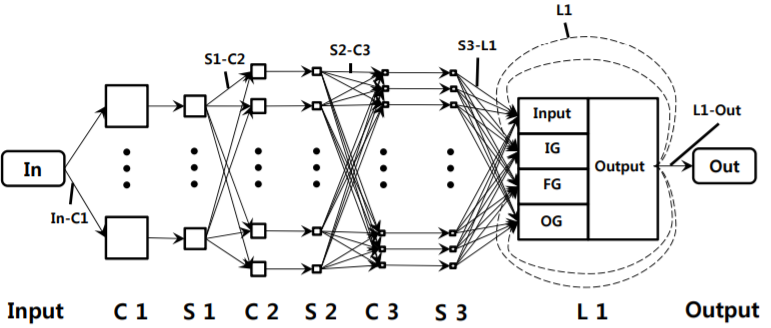 L1
S1-C2
S2-C3
S3-L1
L1-Out
Input
IG
FG
OG
Output
In
Out
In-C1
Input
C 1
S 1
C 2
S 2
C 3
S 3
L 1
Output